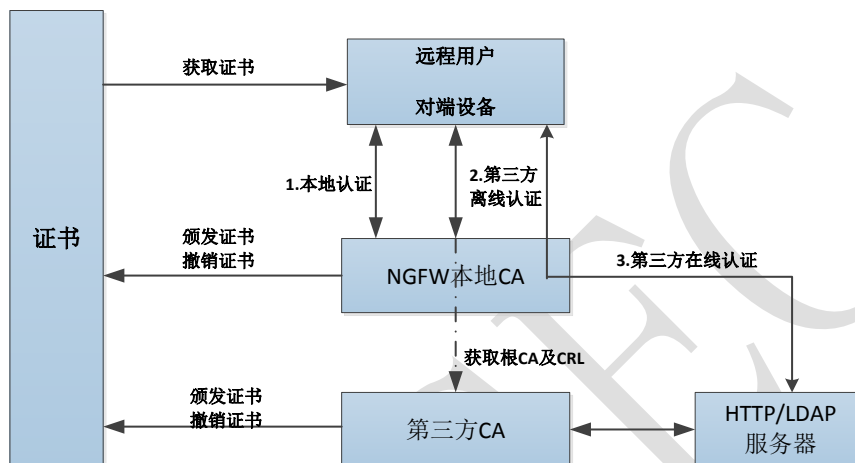 获取证书
远程用户
对端设备
1.本地认证
2.第三方
离线认证
证书
颁发证书
撤销证书
NGFW本地CA
3.第三方在线认证
获取根CA及CRL
颁发证书
撤销证书
第三方CA
HTTP/LDAP
服务器